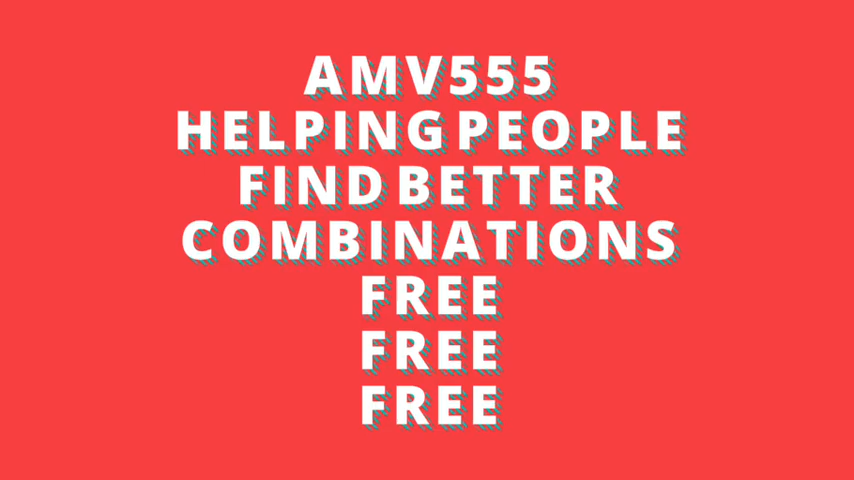 AMV555
HELPING PEOPLE
FIND BETTER
COMBINATIONS
FREE
FREE
FREE